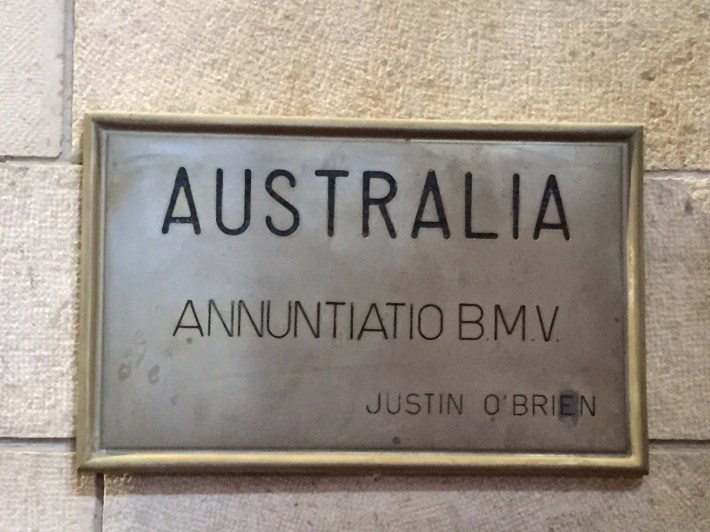 AUSTRALIA
ANNUNTIATIO B.M.V.
JUSTIN O'BRIEN